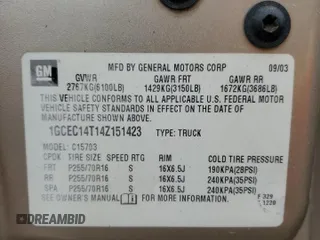 GM
MFD BY GENERAL MOTORS CORP 09/03
GVWR GAWR FRT GAWR RR
2767KG(6100LB) 1429KG(3150LB) 1672KG(3686LB)
THIS VEHICLE CONFORMS TO ALL APPLICABLE U.S. FEDERAL
MOTOR VEHICLE SAFETY STANDARDS IN EFFECT ON THE DATE OF
MANUFACTURE SHOWN ABOVE.
1GCEC14T14Z151423 TYPE: TRUCK
MODEL: C15703
TIRE SIZE SPEED RTG RIM COLD TIRE
FRT P255/70R16 S 16X6.5J 190KPA(28PSI)
RR P255/70R16 S 16X6.5J 240KPA(35PSI)
SPA P255/70R16 S 16X6.5J 240KPA(35PSI)
SEE OWNER'S MANUAL FOR ADDITIONAL INFORMATION.
F329
1220
DREAMBID